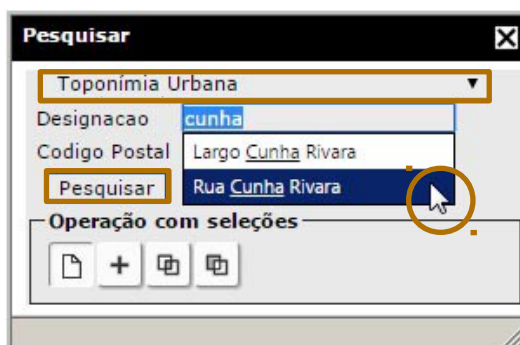 Pesquisar
Toponímia Urbana
Designacao cunha
Codigo Postal Largo Cunha Rivara
Pesquisar Rua Cunha Rivara
Operação com seleções